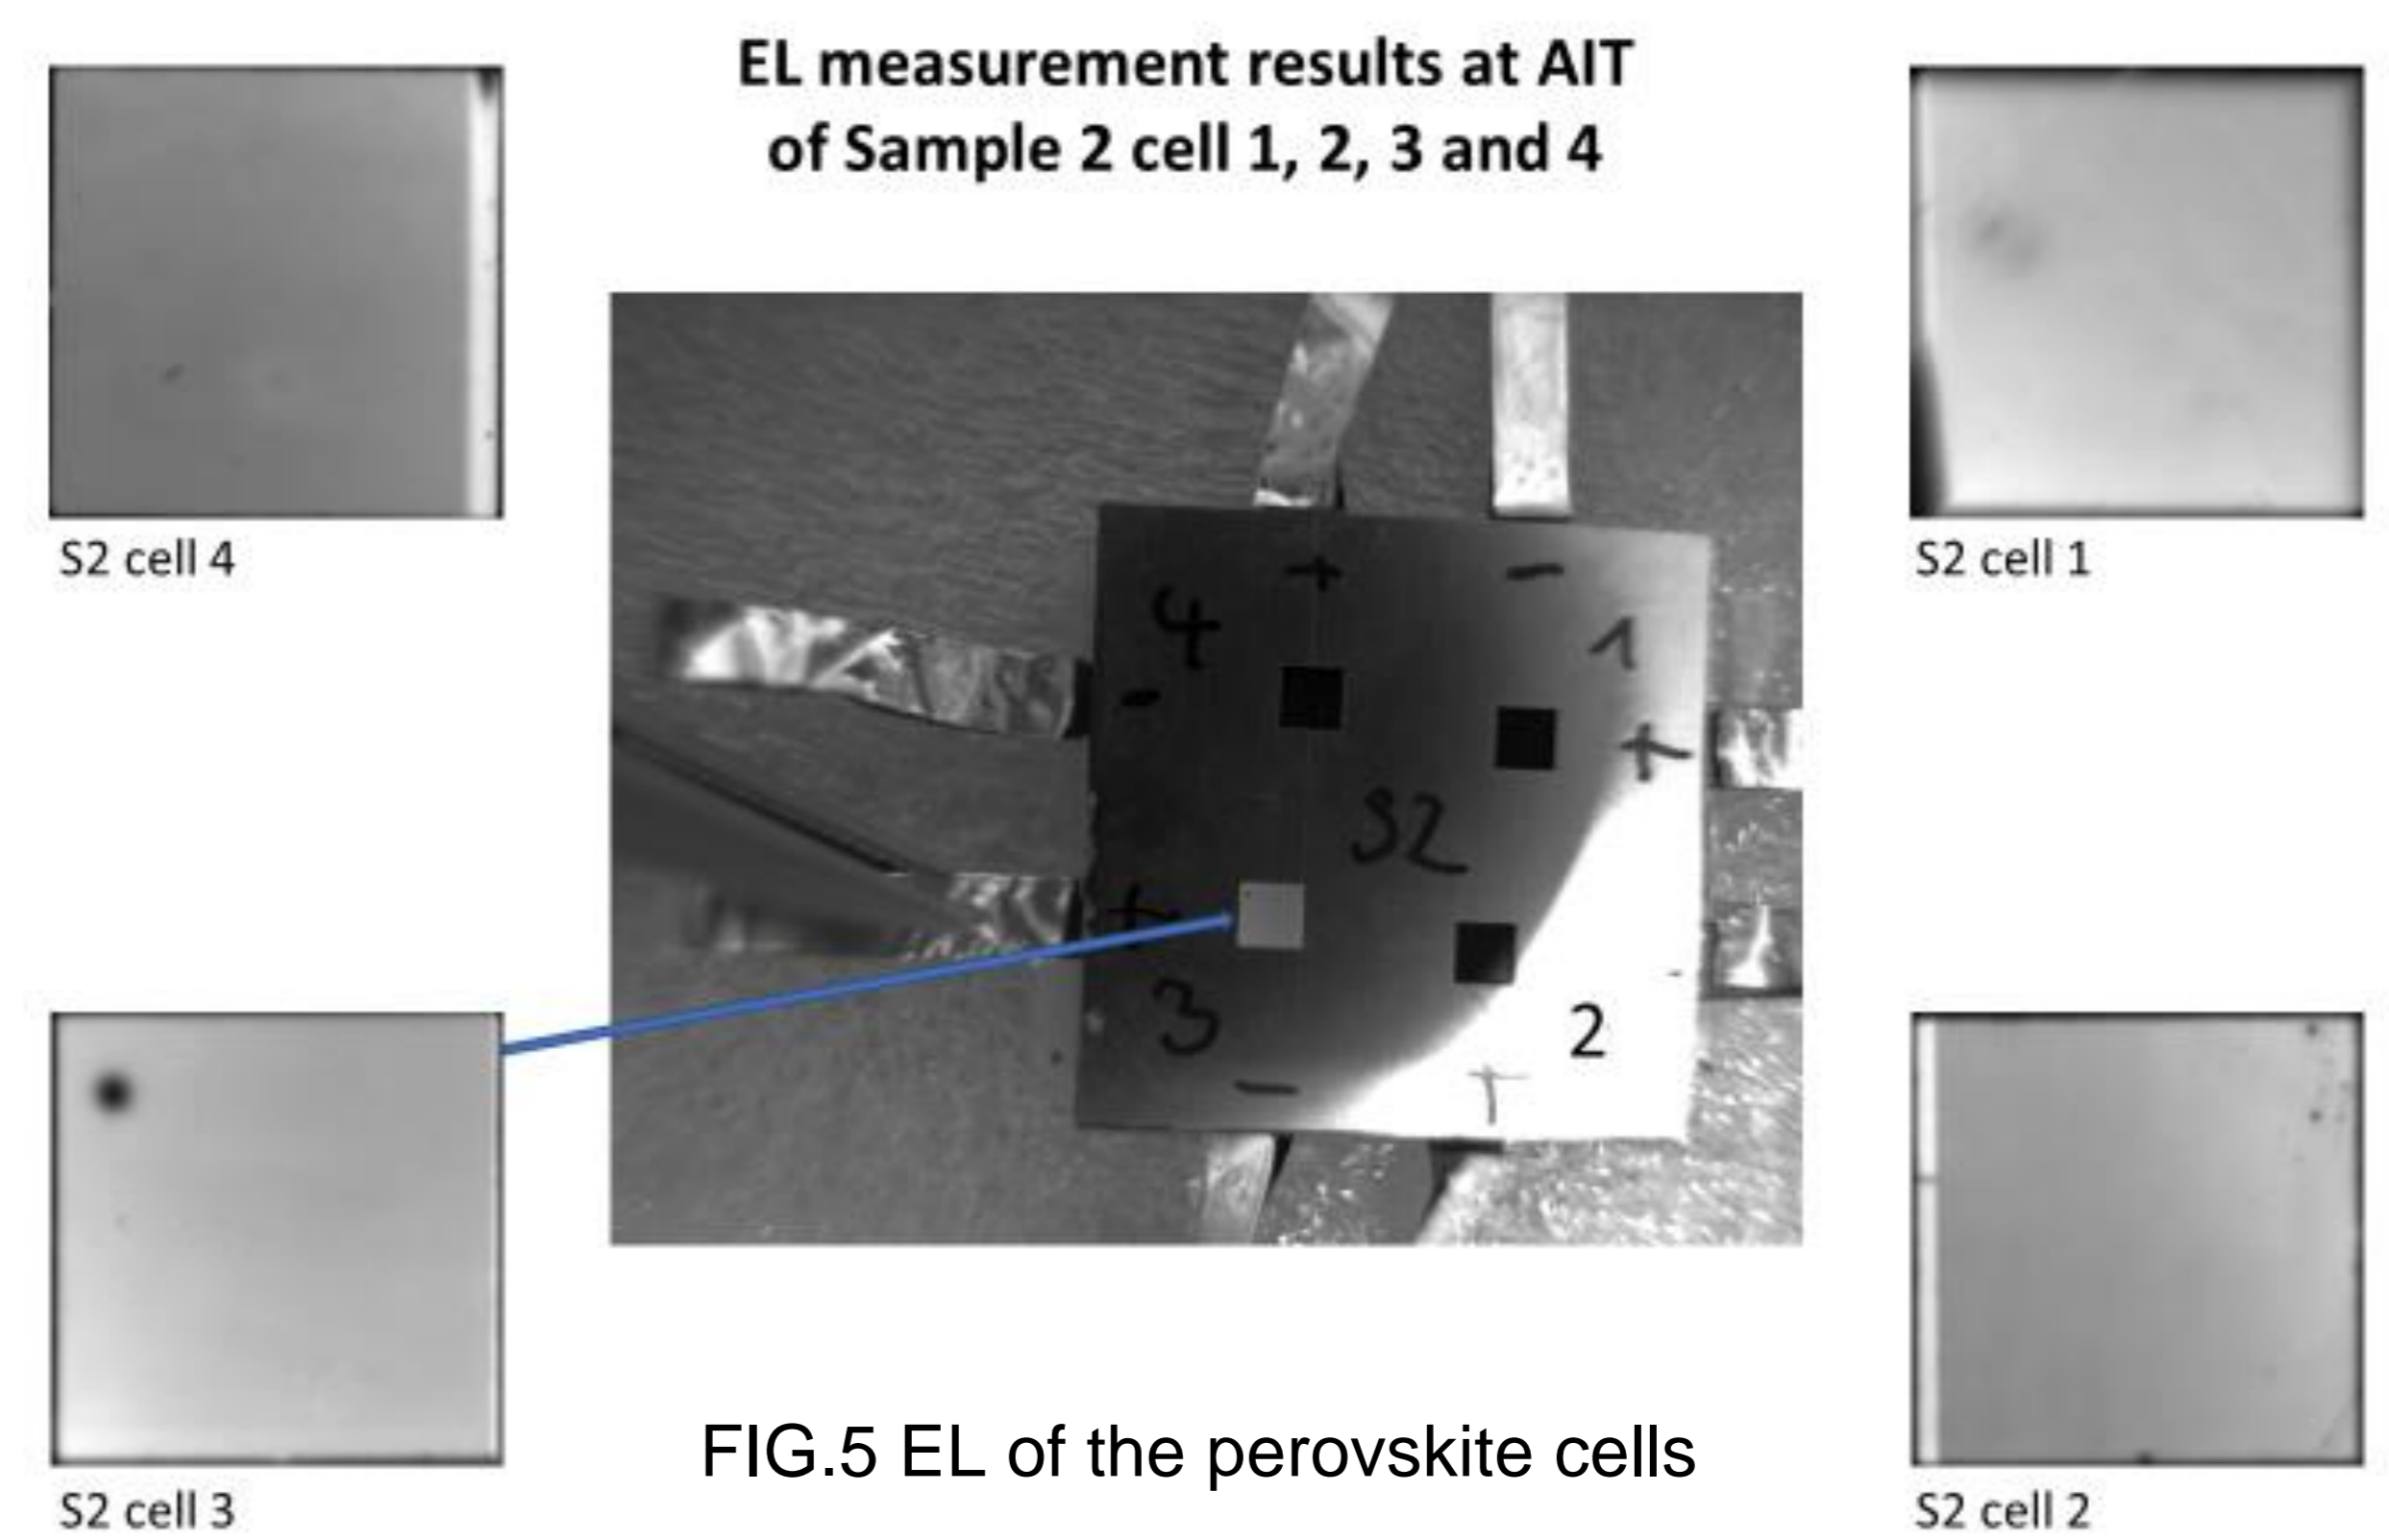 EL measurement results at AIT
of Sample 2 cell 1, 2, 3 and 4
S2 cell 4
S2 cell 1
+ -
4
1
-
+
S2
+
-
3
2
- +
S2 cell 3
FIG.5 EL of the perovskite cells
S2 cell 2